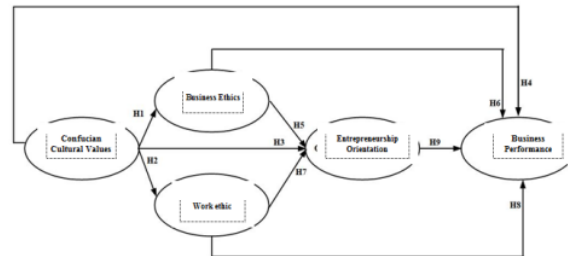 H4
Business Ethics
H6
H1
H5
Confucian
Cultural Values
H3
Entrepreneurship
Orientation
H9
Business
Performance
H2
H7
Work ethic
H8